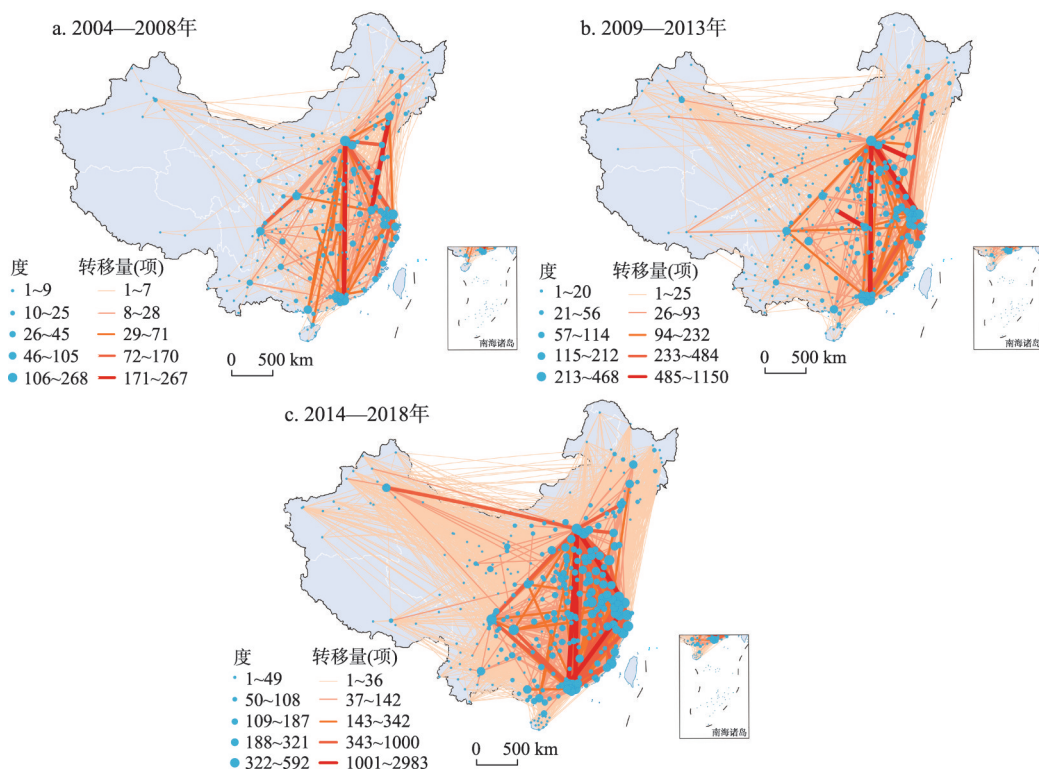 a. 2004—2008年
度 转移量(项)
1~9 1~7
10~25 8~28
26~45 29~71
46~105 72~170
106~268 171~267
0 500 km
南海诸岛
b. 2009—2013年
度 转移量(项)
1~20 1~25
21~56 26~93
57~114 94~232
115~212 233~484
213~468 485~1150
0 500 km
南海诸岛
c. 2014—2018年
度 转移量(项)
1~49 1~36
50~108 37~142
109~187 143~342
188~321 343~1000
322~592 1001~2983
0 500 km
南海诸岛